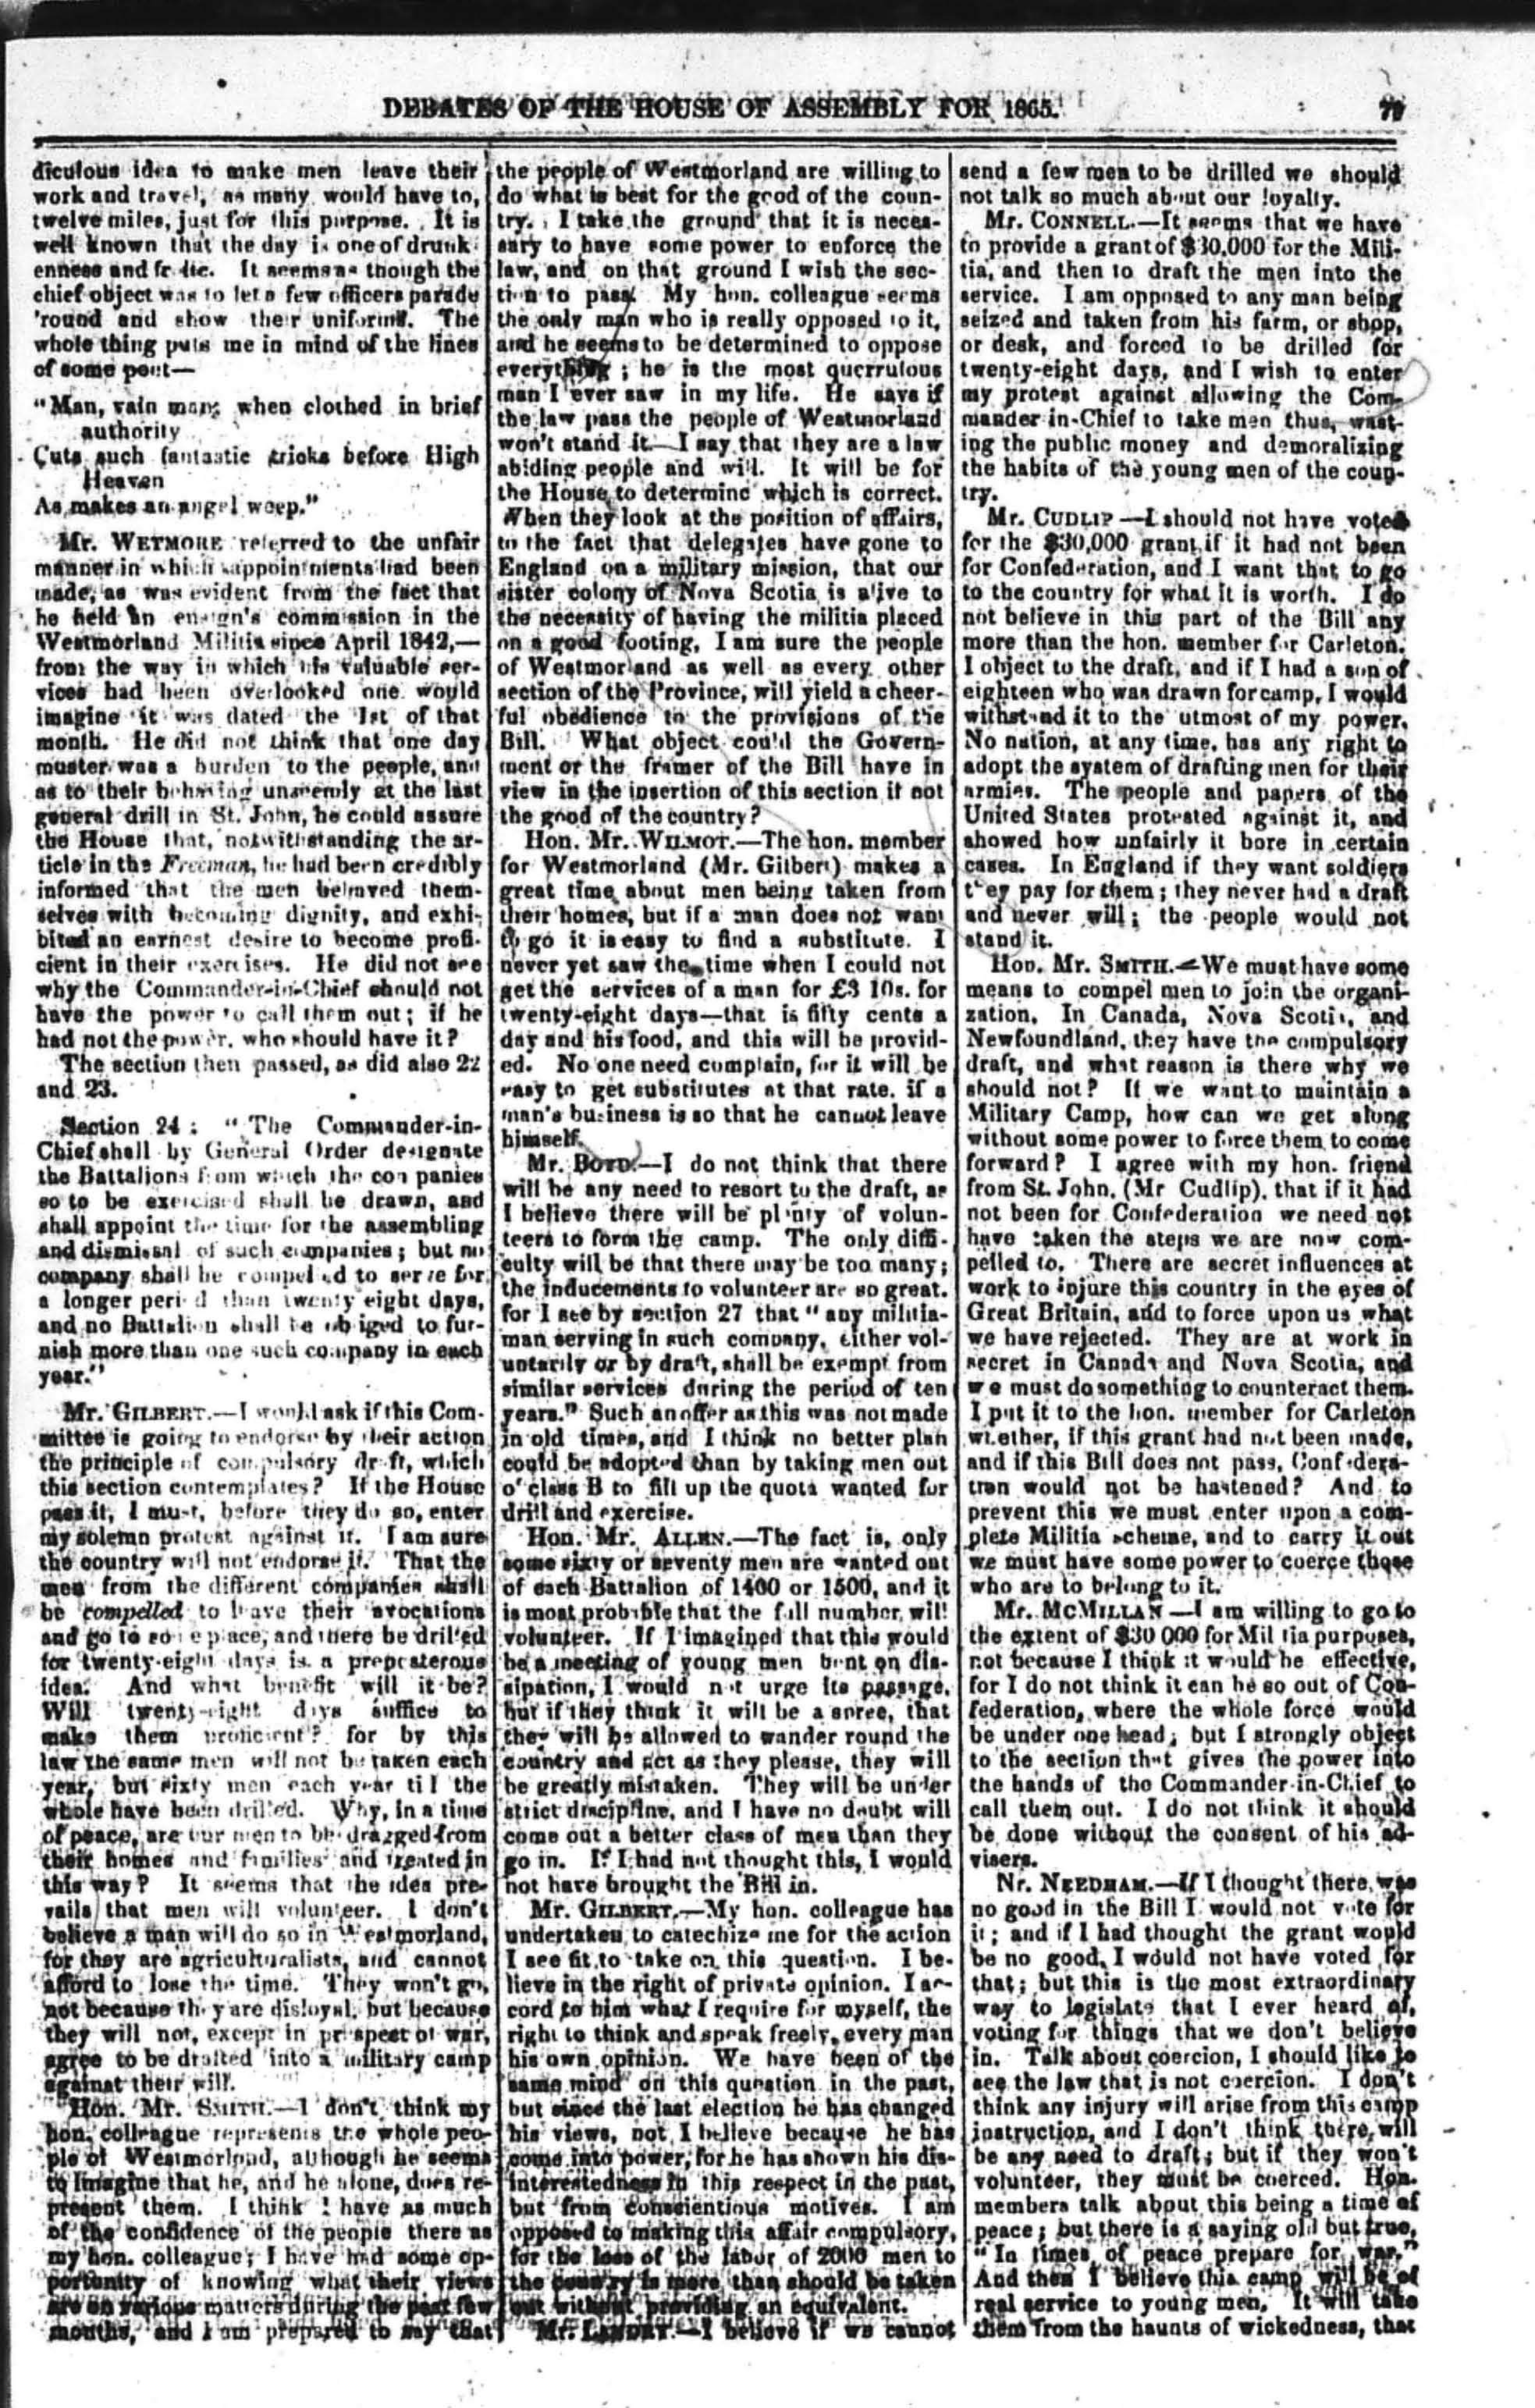 DEBATES OF THE HOUSE OF ASSEMBLY FOR 1865.
diculous idea to make men leave their
work and travel, as many would have to,
twelve miles, just for this purpose. It is
well known that the day is one of drunk-
enness and frolic. It seems as though the
chief object was to let a few officers parade
'round and show their uniforms. The
whole thing puts me in mind of the lines
of some poet—
"Man, vain man; when clothed in brief
authority
Cuts such fantastic tricks before High
Heaven
As makes an angel weep."
Mr. WETMORE referred to the unfair
manner in which appointments had been
made, as was evident from the fact that
he held an ensign's commission in the
Westmorland Militia since April 1842,—
from the way in which his valuable ser-
vices had been overlooked one would
imagine it was dated the 1st of that
month. He did not think that one day
muster was a burden to the people, and
as to their behaving unseemly at the last
general drill in St. John, he could assure
the House that, notwithstanding the ar-
ticle in the Freeman, he had been credibly
informed that the men behaved them-
selves with becoming dignity, and exhi-
bited an earnest desire to become profi-
cient in their exercises. He did not see
why the Commander-in-Chief should not
have the power to call them out; if he
had not the power, who should have it?
The section then passed, as did also 22
and 23.
Section 24: "The Commander-in-
Chief shall by General Order designate
the Battalions from which the companies
so to be exercised shall be drawn, and
shall appoint the time for the assembling
and dismissal of such companies; but no
company shall be compelled to serve for
a longer period than twenty eight days,
and no Battalion shall be obliged to fur-
nish more than one such company in each
year."
Mr. GILBERT.—I would ask if this Com-
mittee is going to endorse by their action
the principle of compulsory draft, which
this section contemplates? If the House
pass it, I must, before they do so, enter
my solemn protest against it. I am sure
the country will not endorse it. That the
men from the different companies shall
be compelled to leave their avocations
and go to some place, and there be drilled
for twenty-eight days is a preposterous
idea. And what benefit will it be?
Will twenty-eight days suffice to
make them proficient? for by this
law the same men will not be taken each
year, but sixty men each year till the
whole have been drilled. Why, in a time
of peace, are our men to be dragged from
their homes and families and treated in
this way? It seems that the idea pre-
vails that men will volunteer. I don't
believe a man will do so in Westmorland,
for they are agriculturalists, and cannot
afford to lose the time. They won't go,
not because they are disloyal, but because
they will not, except in prospect of war,
agree to be drafted into a military camp
against their will.
Hon. Mr. SMITH.—I don't think my
hon. colleague represents the whole peo-
ple of Westmorland, although he seems
to imagine that he, and he alone, does re-
present them. I think I have as much
of the confidence of the people there as
my hon. colleague; I have had some op-
portunity of knowing what their views
are on various matters during the past few
months, and I am prepared to say that
the people of Westmorland are willing to
do what is best for the good of the coun-
try. I take the ground that it is neces-
sary to have some power to enforce the
law, and on that ground I wish the sec-
tion to pass. My hon. colleague seems
the only man who is really opposed to it,
and he seems to be determined to oppose
everything; he is the most querrulous
man I ever saw in my life. He says if
the law pass the people of Westmorland
won't stand it—I say that they are a law
abiding people and will. It will be for
the House to determine which is correct.
When they look at the position of affairs,
to the fact that delegates have gone to
England on a military mission, that our
sister colony of Nova Scotia is alive to
the necessity of having the militia placed
on a good footing, I am sure the people
of Westmorland as well as every other
section of the Province, will yield a cheer-
ful obedience to the provisions of the
Bill. What object could the Govern-
ment or the framer of the Bill have in
view in the insertion of this section if not
the good of the country?
Hon. Mr. WILMOT.—The hon. member
for Westmorland (Mr. Gilbert) makes a
great time about men being taken from
their homes, but if a man does not want
to go it is easy to find a substitute. I
never yet saw the time when I could not
get the services of a man for £3 10s. for
twenty-eight days—that is fifty cents a
day and his food, and this will be provid-
ed. No one need complain, for it will be
easy to get substitutes at that rate, if a
man's business is so that he cannot leave
himself.
Mr. BOYD.—I do not think that there
will be any need to resort to the draft, as
I believe there will be plenty of volun-
teers to form the camp. The only diffi-
culty will be that there may be too many;
the inducements to volunteer are so great.
for I see by section 27 that "any militia-
man serving in such company, either vol-
untarily or by draft, shall be exempt from
similar services during the period of ten
years." Such an offer as this was not made
in old times, and I think no better plan
could be adopted than by taking men out
o' class B to fill up the quota wanted for
drill and exercise.
Hon. Mr. ALLEN.—The fact is, only
some sixty or seventy men are wanted out
of each Battalion of 1400 or 1500, and it
is most probable that the full number will
volunteer. If I imagined that this would
be a meeting of young men bent on dis-
sipation, I would not urge its passage,
but if they think it will be a spree, that
they will be allowed to wander round the
country and act as they please, they will
be greatly mistaken. They will be under
strict discipline, and I have no doubt will
come out a better class of men than they
go in. If I had not thought this, I would
not have brought the Bill in.
Mr. GILBERT.—My hon. colleague has
undertaken to catechize me for the action
I see fit to take on this question. I be-
lieve in the right of private opinion. I ac-
cord to him what I require for myself, the
right to think and speak freely, every man
his own opinion. We have been of the
same mind on this question in the past,
but since the last election he has changed
his views, not I believe because he has
come into power, for he has shown his dis-
interestedness in this respect in the past,
but from conscientious motives. I am
opposed to making this affair compulsory,
for the loss of the labor of 2000 men to
the country is more than should be taken
out without providing an equivalent.
Mr. LANDRY.—I believe if we cannot
send a few men to be drilled we should
not talk so much about our loyalty.
Mr. CONNELL.—It seems that we have
to provide a grant of $30,000 for the Mili-
tia, and then to draft the men into the
service. I am opposed to any man being
seized and taken from his farm, or shop,
or desk, and forced to be drilled for
twenty-eight days, and I wish to enter
my protest against allowing the Com-
mander-in-Chief to take men thus, wast-
ing the public money and demoralizing
the habits of the young men of the coun-
try.
Mr. CUDLIP—I should not have voted
for the $30,000 grant if it had not been
for Confederation, and I want that to go
to the country for what it is worth. I do
not believe in this part of the Bill any
more than the hon. member for Carleton.
I object to the draft, and if I had a son of
eighteen who was drawn for camp, I would
withstand it to the utmost of my power.
No nation, at any time, has any right to
adopt the system of drafting men for their
armies. The people and papers of the
United States protested against it, and
showed how unfairly it bore in certain
cases. In England if they want soldiers
they pay for them; they never had a draft
and never will; the people would not
stand it.
Hon. Mr. SMITH.—We must have some
means to compel men to join the organi-
zation. In Canada, Nova Scotia, and
Newfoundland, they have the compulsory
draft, and what reason is there why we
should not? If we want to maintain a
Military Camp, how can we get along
without some power to force them to come
forward? I agree with my hon. friend
from St. John, (Mr Cudlip), that if it had
not been for Confederation we need not
have taken the steps we are now com-
pelled to. There are secret influences at
work to injure this country in the eyes of
Great Britain, and to force upon us what
we have rejected. They are at work in
secret in Canada and Nova Scotia, and
we must do something to counteract them.
I put it to the hon. member for Carleton
whether, if this grant had not been made,
and if this Bill does not pass, Confedera-
tion would not be hastened? And to
prevent this we must enter upon a com-
plete Militia scheme, and to carry it out
we must have some power to coerce those
who are to belong to it.
Mr. MCMILLAN—I am willing to go to
the extent of $30 000 for Militia purposes,
not because I think it would be effective,
for I do not think it can be so out of Con-
federation, where the whole force would
be under one head; but I strongly object
to the section that gives the power into
the hands of the Commander-in-Chief to
call them out. I do not think it should
be done without the consent of his ad-
visers.
Nr. NEEDHAM.—If I thought there was
no good in the Bill I would not vote for
it; and if I had thought the grant would
be no good, I would not have voted for
that; but this is the most extraordinary
way to legislate that I ever heard of,
voting for things that we don't believe
in. Talk about coercion, I should like to
see the law that is not coercion. I don't
think any injury will arise from this camp
instruction, and I don't think there will
be any need to draft; but if they won't
volunteer, they must be coerced. Hon.
members talk about this being a time of
peace; but there is a saying old but true,
"In times of peace prepare for war."
And then I believe this camp will be of
real service to young men. It will take
them from the haunts of wickedness, that